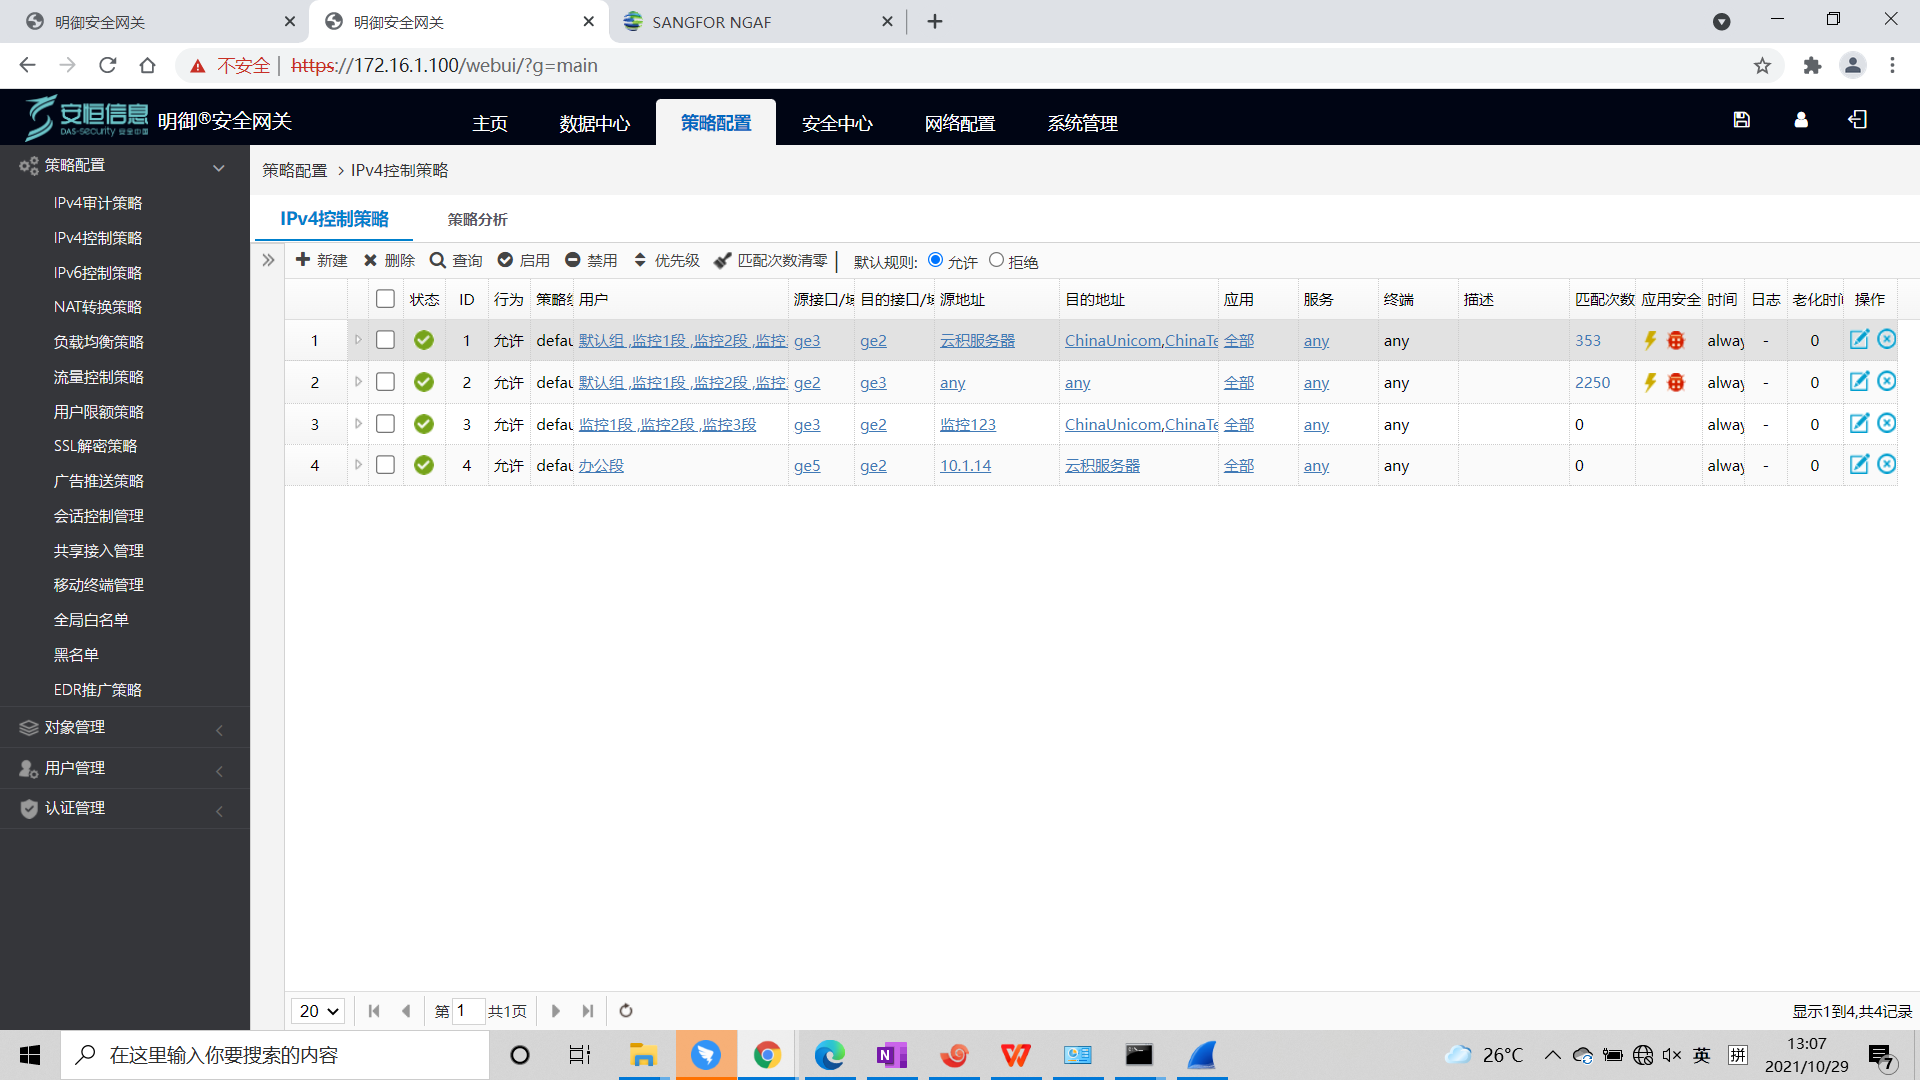 明御安全网关
明御安全网关
SANGFOR NGAF
不安全 | https://172.16.1.100/webui/?g=main
安恒信息
DAS-security 安全中国
明御®安全网关
主页
数据中心
策略配置
安全中心
网络配置
系统管理
策略配置
IPv4审计策略
IPv4控制策略
IPv6控制策略
NAT转换策略
负载均衡策略
流量控制策略
用户限额策略
SSL解密策略
广告推送策略
会话控制管理
共享接入管理
移动终端管理
全局白名单
黑名单
EDR推广策略
对象管理
用户管理
认证管理
策略配置 > IPv4控制策略
IPv4控制策略 策略分析
新建 删除 查询 启用 禁用 优先级 匹配次数清零 | 默认规则: 允许 拒绝
状态 ID 行为 策略组 用户 源接口/域 目的接口/域 源地址 目的地址 应用 服务 终端 描述 匹配次数 应用安全 时间 日志 老化时间 操作
1 1 允许 defau 默认组 ,监控1段 ,监控2段 ,监控3 ge3 ge2 云积服务器 ChinaUnicom,ChinaTe 全部 any any 353 alway - 0
2 2 允许 defau 默认组 ,监控1段 ,监控2段 ,监控3 ge2 ge3 any any 全部 any any 2250 alway - 0
3 3 允许 defau 监控1段 ,监控2段 ,监控3段 ge3 ge2 监控123 ChinaUnicom,ChinaTe 全部 any any 0 alway - 0
4 4 允许 defau 办公段 ge5 ge2 10.1.14 云积服务器 全部 any any 0 alway - 0
20 第 1 共1页
显示1到4,共4记录
在这里输入你要搜索的内容
26°C
英
拼
13:07
2021/10/29
7